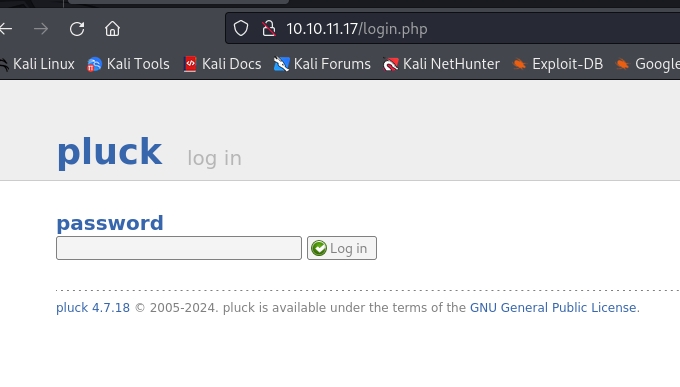 10.10.11.17/login.php
Kali Linux Kali Tools Kali Docs Kali Forums Kali NetHunter Exploit-DB Google
pluck log in
password
Log in
pluck 4.7.18 © 2005-2024. pluck is available under the terms of the GNU General Public License.